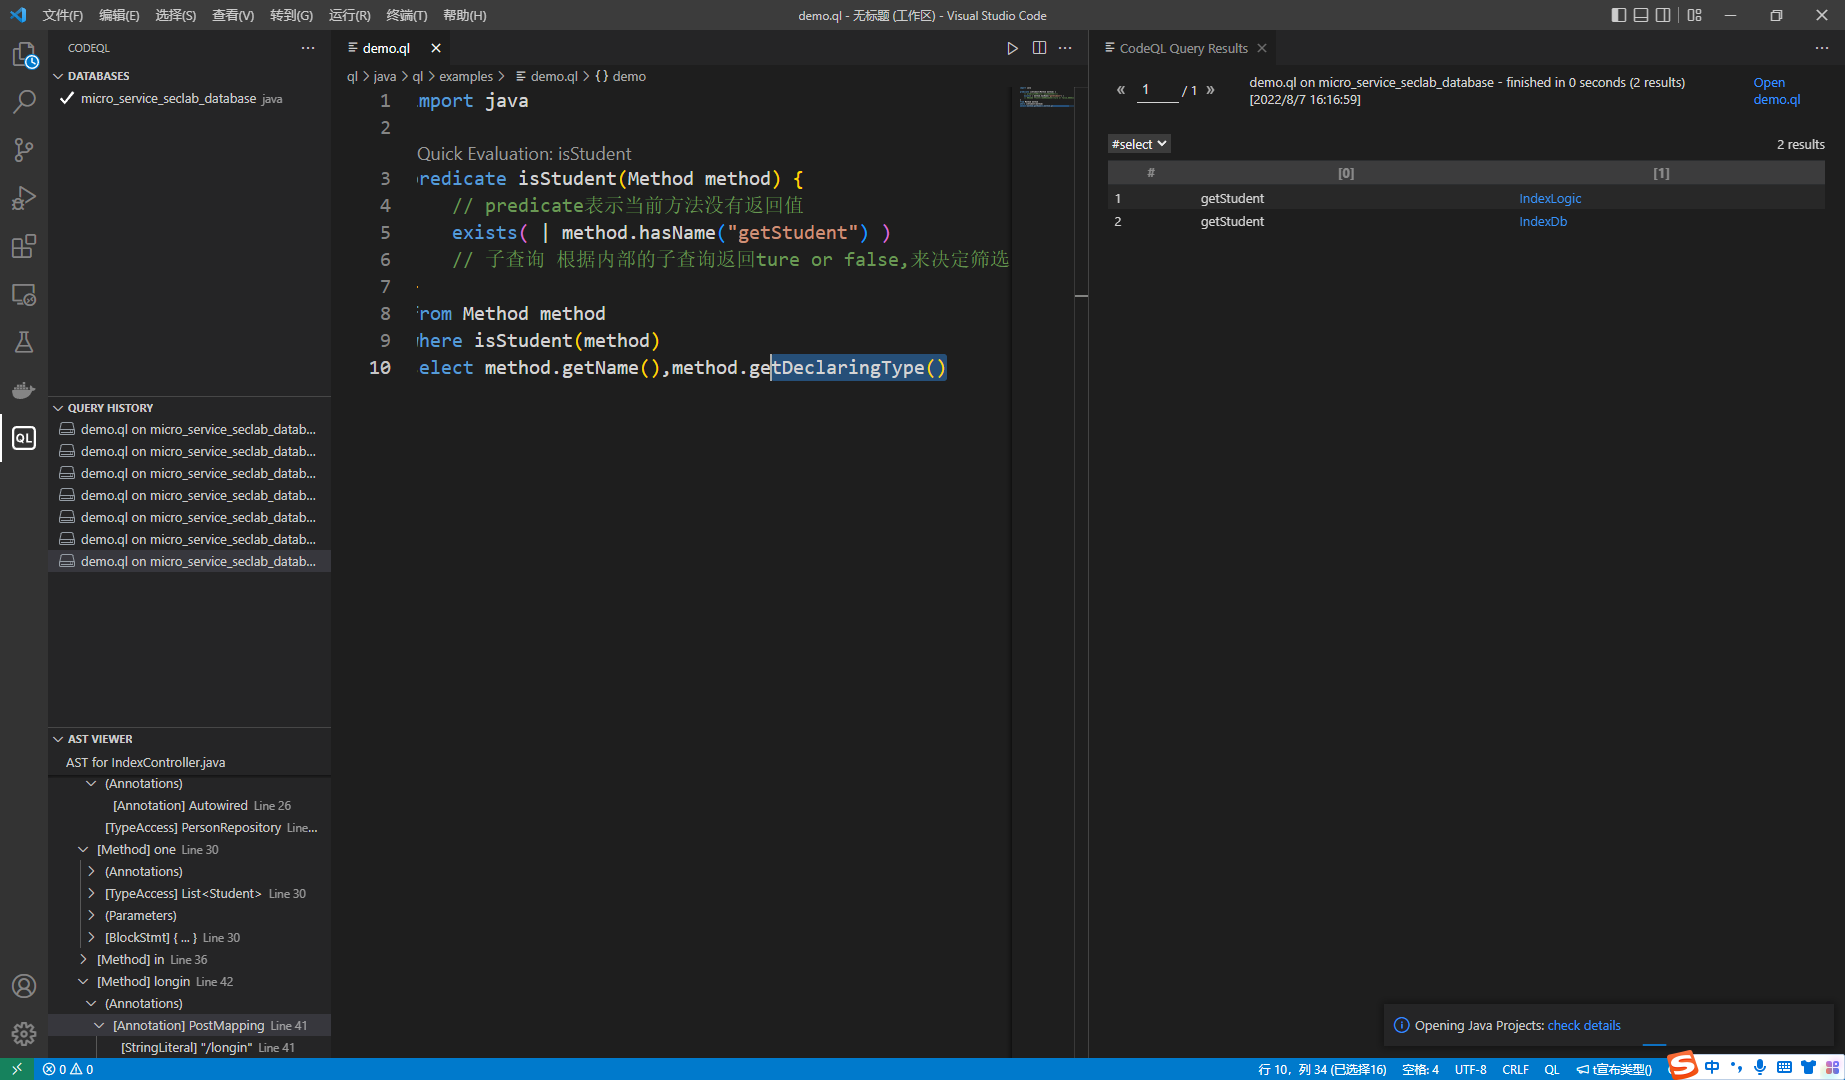 文件(F) 编辑(E) 选择(S) 查看(V) 转到(G) 运行(R) 终端(T) 帮助(H)
demo.ql - 无标题 (工作区) - Visual Studio Code
CODEQL
DATABASES
micro_service_seclab_database java
QUERY HISTORY
demo.ql on micro_service_seclab_datab...
demo.ql on micro_service_seclab_datab...
demo.ql on micro_service_seclab_datab...
demo.ql on micro_service_seclab_datab...
demo.ql on micro_service_seclab_datab...
demo.ql on micro_service_seclab_datab...
demo.ql on micro_service_seclab_datab...
AST VIEWER
AST for IndexController.java
(Annotations)
[Annotation] Autowired Line 26
[TypeAccess] PersonRepository Line...
[Method] one Line 30
(Annotations)
[TypeAccess] List<Student> Line 30
(Parameters)
[BlockStmt] { ... } Line 30
[Method] in Line 36
[Method] longin Line 42
(Annotations)
[Annotation] PostMapping Line 41
[StringLiteral] "/longin" Line 41
demo.ql
ql > java > ql > examples > demo.ql > {} demo
1 mport java
2
Quick Evaluation: isStudent
3 redicate isStudent(Method method) {
4 // predicate表示当前方法没有返回值
5 exists( | method.hasName("getStudent") )
6 // 子查询 根据内部的子查询返回ture or false,来决定筛选
7
8 rom Method method
9 here isStudent(method)
10 elect method.getName(),method.getDeclaringType()
CodeQL Query Results
« 1 / 1 »
demo.ql on micro_service_seclab_database - finished in 0 seconds (2 results) [2022/8/7 16:16:59]
Open demo.ql
#select
2 results
# [0] [1]
1 getStudent IndexLogic
2 getStudent IndexDb
Opening Java Projects: check details
0 0
行 10，列 34 (已选择16) 空格: 4 UTF-8 CRLF QL t宣布类型()
S 中
QL